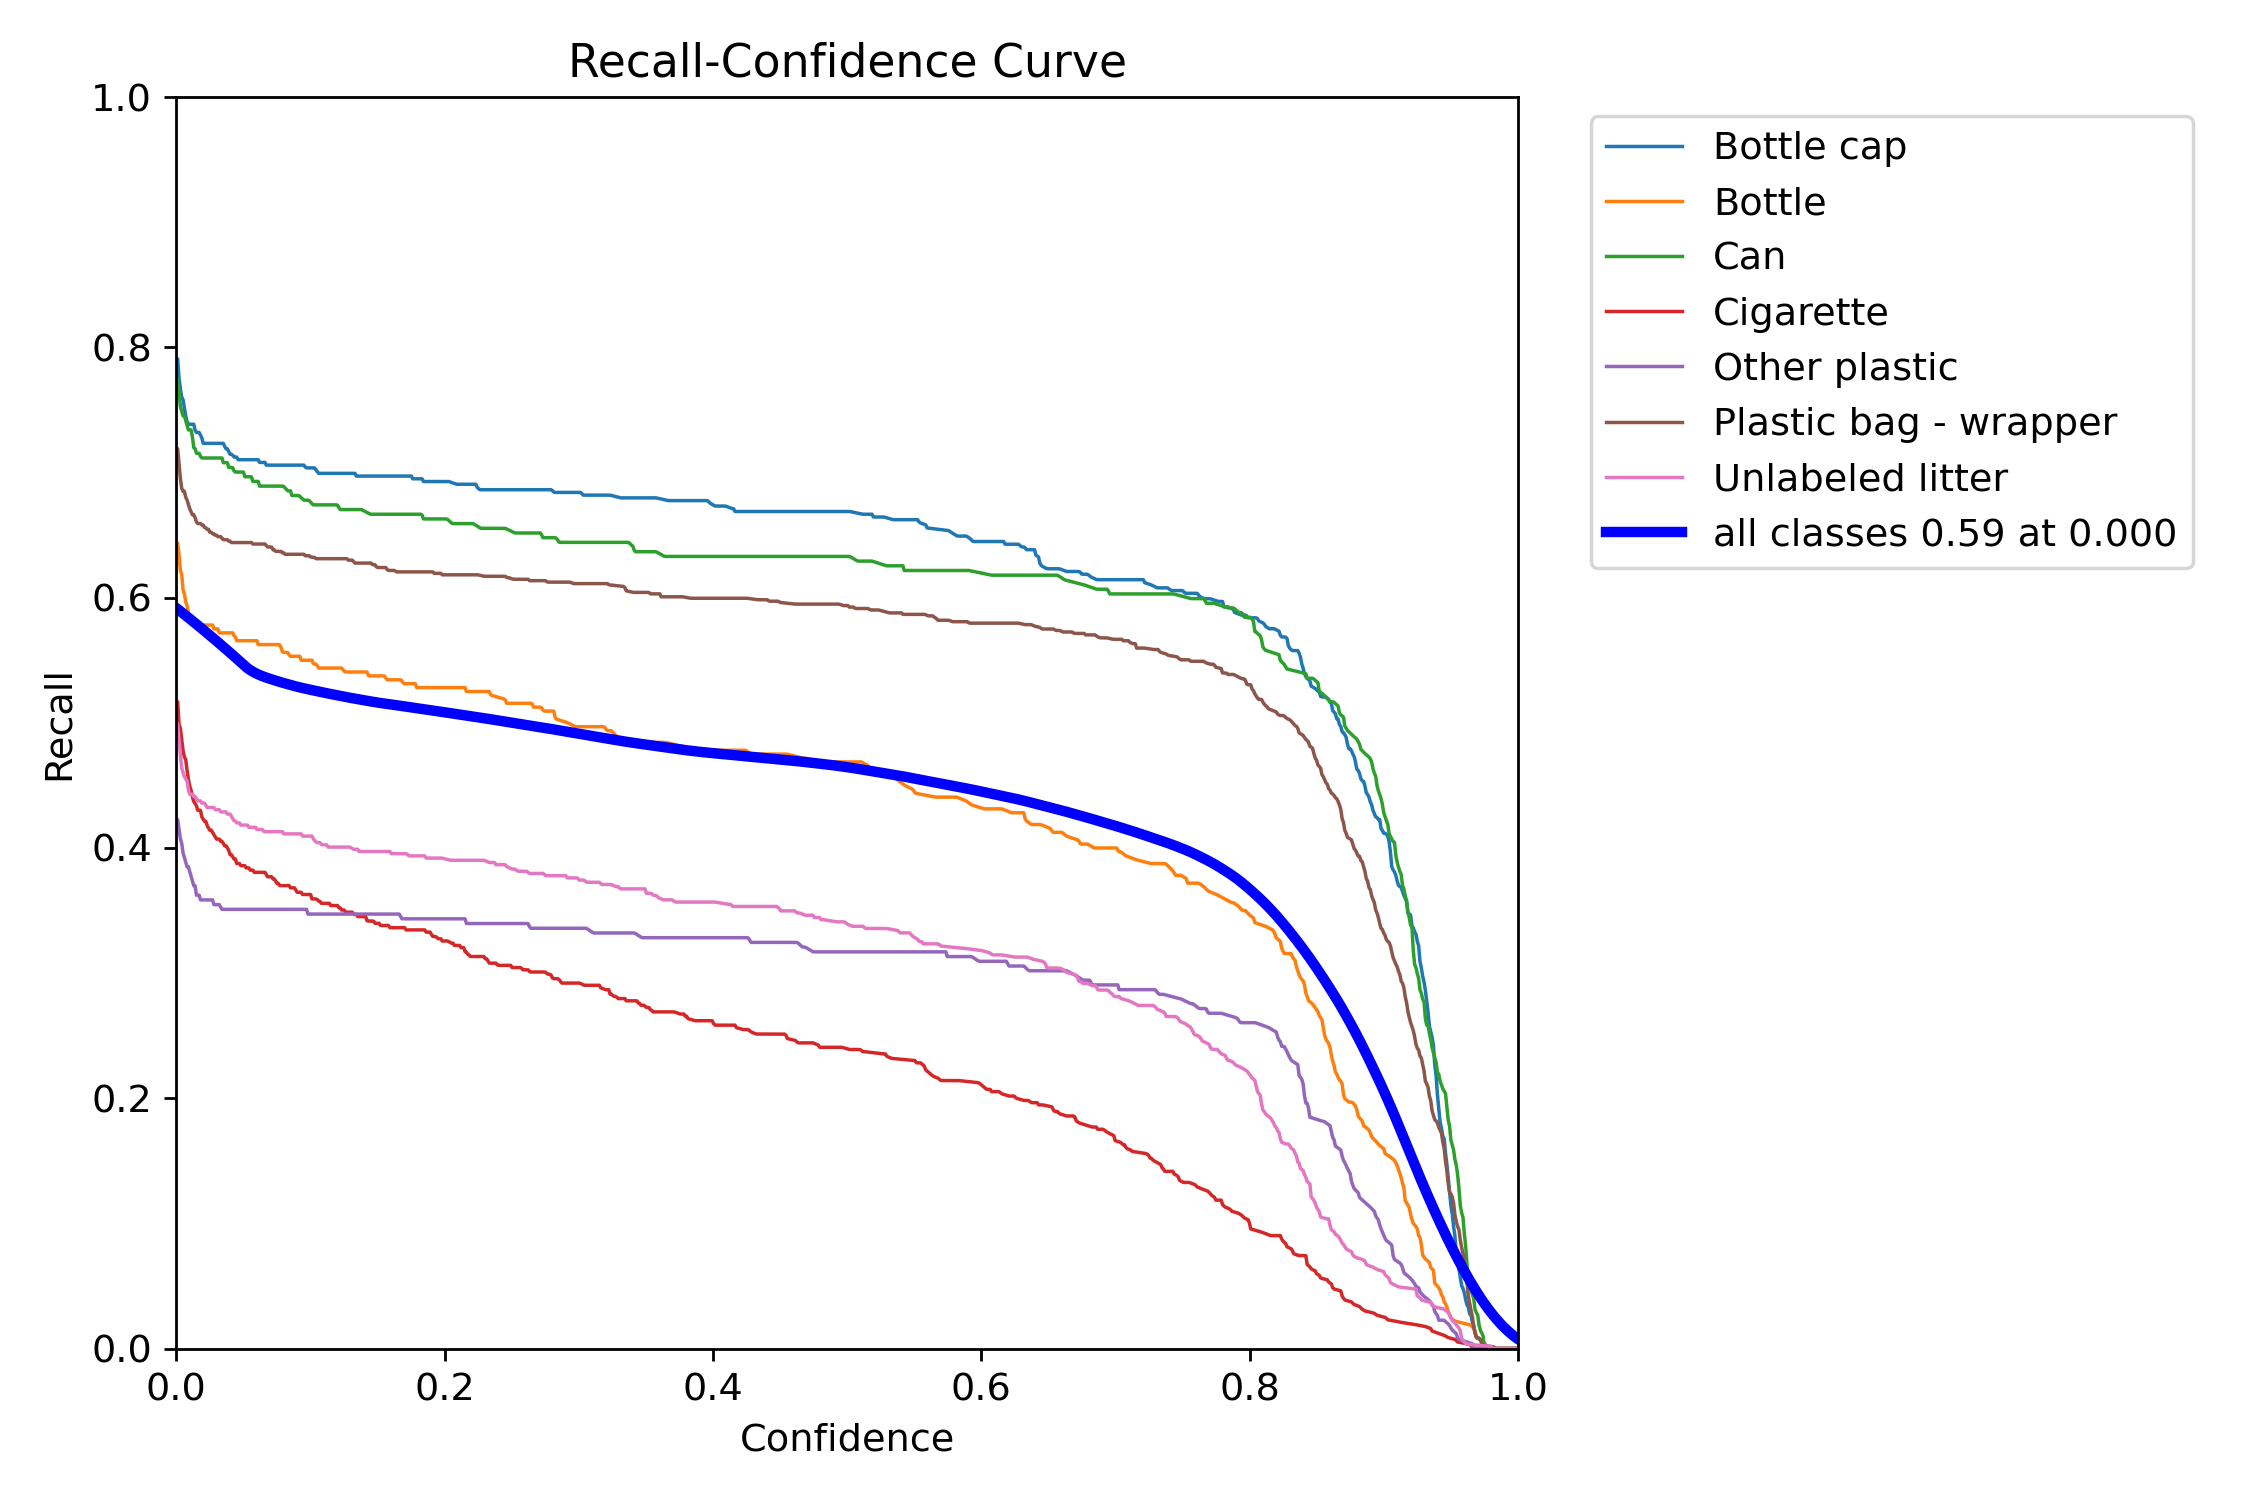 Recall-Confidence Curve
1.0
0.8
0.6
0.4
0.2
0.0
Recall
0.0 0.2 0.4 0.6 0.8 1.0
Confidence
Bottle cap
Bottle
Can
Cigarette
Other plastic
Plastic bag - wrapper
Unlabeled litter
all classes 0.59 at 0.000